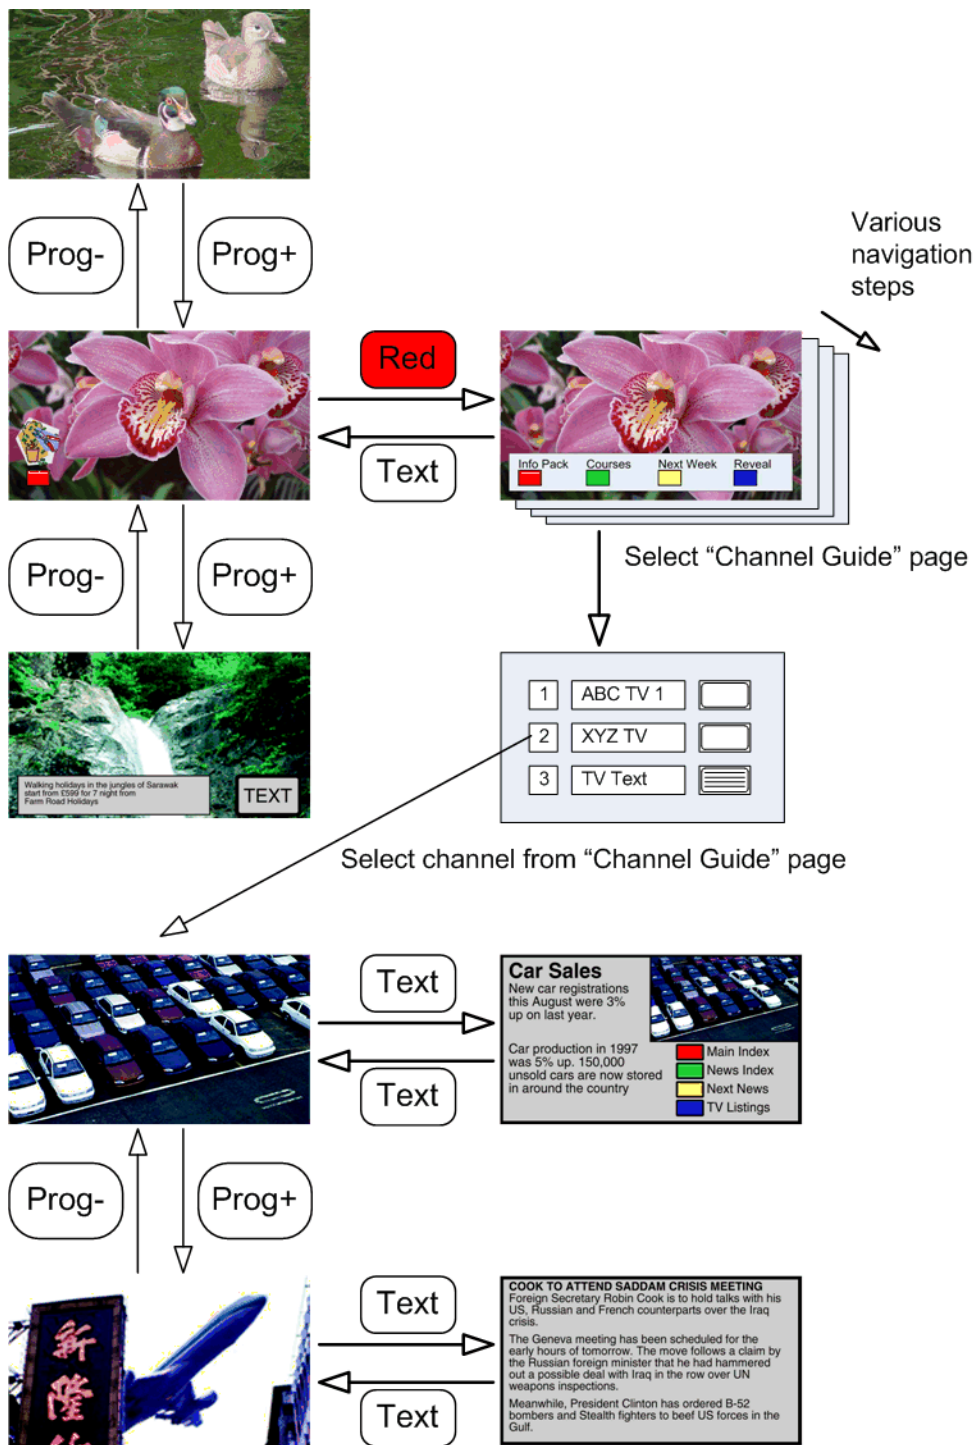 Prog-
Prog+
Various
navigation
steps
Red
Text
Info Pack
Courses
Next Week
Reveal
Prog-
Prog+
Select “Channel Guide” page
1
ABC TV 1
2
XYZ TV
3
TV Text
Walking holidays in the jungles of Sarawak
start from £599 for 7 night from
Farm Road Holidays
TEXT
Select channel from “Channel Guide” page
Text
Text
Car Sales
New car registrations
this August were 3%
up on last year.
Car production in 1997
was 5% up. 150,000
unsold cars are now stored
in around the country
Main Index
News Index
Next News
TV Listings
Prog-
Prog+
Text
Text
新
隆
COOK TO ATTEND SADDAM CRISIS MEETING
Foreign Secretary Robin Cook is to hold talks with his
US, Russian and French counterparts over the Iraq
crisis.
The Geneva meeting has been scheduled for the
early hours of tomorrow. The move follows a claim by
the Russian foreign minister that he had hammered
out a possible deal with Iraq in the row over UN
weapons inspections.
Meanwhile, President Clinton has ordered B-52
bombers and Stealth fighters to beef US forces in the
Gulf.